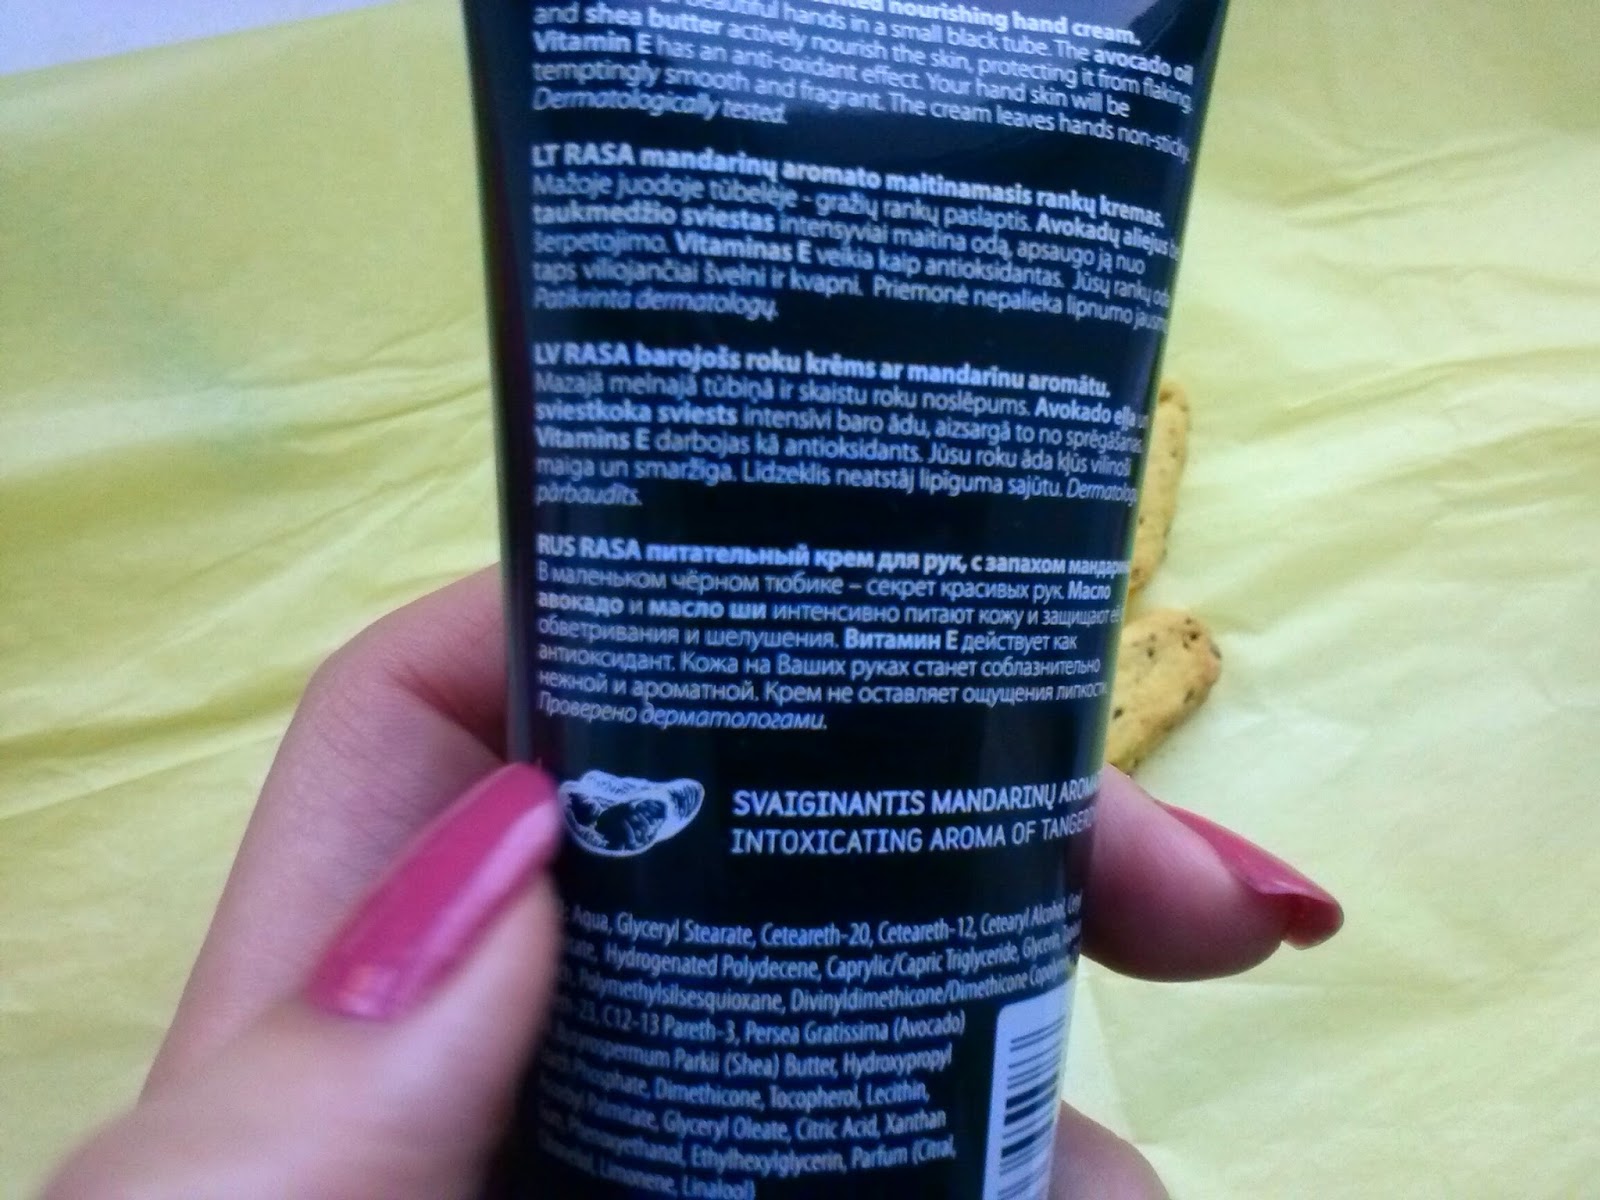 nourishing hand cream.
beautiful hands in a small black tube. The avocado oil
and shea butter actively nourish the skin, protecting it from flaking.
Vitamin E has an anti-oxidant effect. Your hand skin will be
temptingly smooth and fragrant. The cream leaves hands non-sticky.
Dermatologically tested.
LT RASA mandarinų aromato maitinamasis rankų kremas.
Mažoje juodoje tūbelėje - gražių rankų paslaptis. Avokadų aliejus
taukmedžio sviestas intensyviai maitina odą, apsaugo ją nuo
šerpetojimo. Vitaminas E veikia kaip antioksidantas. Jūsų rankų
taps viliojančiai švelni ir kvapni. Priemonė nepalieka lipnumo
Patikrinta dermatologų.
LV RASA barojošs roku krēms ar mandarīnu aromātu.
Mazajā melnajā tūbiņā ir skaistu roku noslēpums. Avokado eļļa un
sviestkoka sviests intensīvi baro ādu, aizsargā to no sprēgāšanas.
Vitamīns E darbojas kā antioksidants. Jūsu roku āda kļūs vilinoši
maiga un smaržīga. Līdzeklis neatstāj lipīguma sajūtu.
pārbaudīts.
RUS RASA питательный крем для рук, с запахом
В маленьком чёрном тюбике – секрет красивых рук. Масло
авокадо и масло ши интенсивно питают кожу и защищают
обветривания и шелушения. Витамин Е действует как
антиоксидант. Кожа на Ваших руках станет соблазнительно
нежной и ароматной. Крем не оставляет ощущения липкости.
Проверено дерматологами.
SVAIGINANTIS MANDARINŲ
INTOXICATING AROMA OF
Aqua, Glyceryl Stearate, Ceteareth-20, Ceteareth-12, Cetearyl Alcohol,
Hydrogenated Polydecene, Caprylic/Capric Triglyceride, Glycerin,
Polymethylsilsesquioxane, Divinyldimethicone/Dimethicone
C12-13 Pareth-3, Persea Gratissima (Avocado)
Butyrospermum Parkii (Shea) Butter, Hydroxypropyl
Phosphate, Dimethicone, Tocopherol, Lecithin,
Palmitate, Glyceryl Oleate, Citric Acid, Xanthan
Gum, Phenoxyethanol, Ethylhexylglycerin, Parfum (Citral,
Limonene, Linalool)